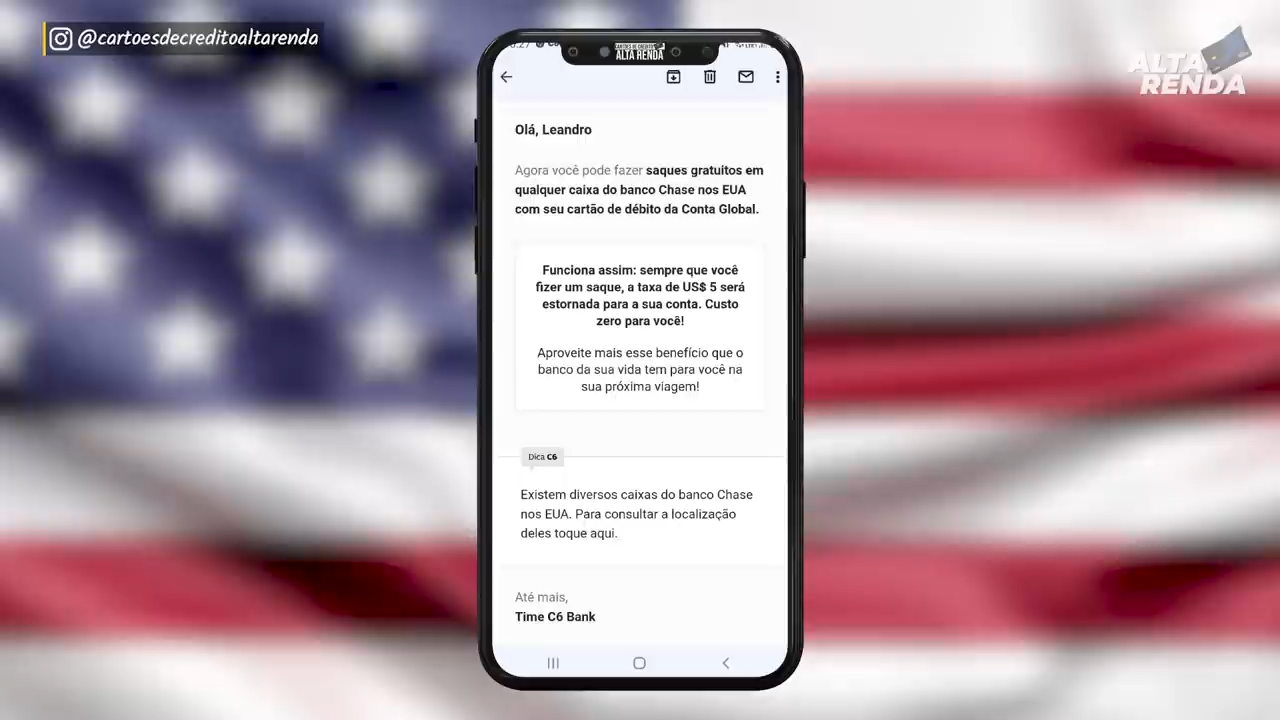 @cartoesdecreditoaltarenda
ALTA
RENDA
CARTÕES DE CRÉDITO
ALTA RENDA
Olá, Leandro
Agora você pode fazer saques gratuitos em
qualquer caixa do banco Chase nos EUA
com seu cartão de débito da Conta Global.
Funciona assim: sempre que você
fizer um saque, a taxa de US$ 5 será
estornada para a sua conta. Custo
zero para você!
Aproveite mais esse benefício que o
banco da sua vida tem para você na
sua próxima viagem!
Dica C6
Existem diversos caixas do banco Chase
nos EUA. Para consultar a localização
deles toque aqui.
Até mais,
Time C6 Bank